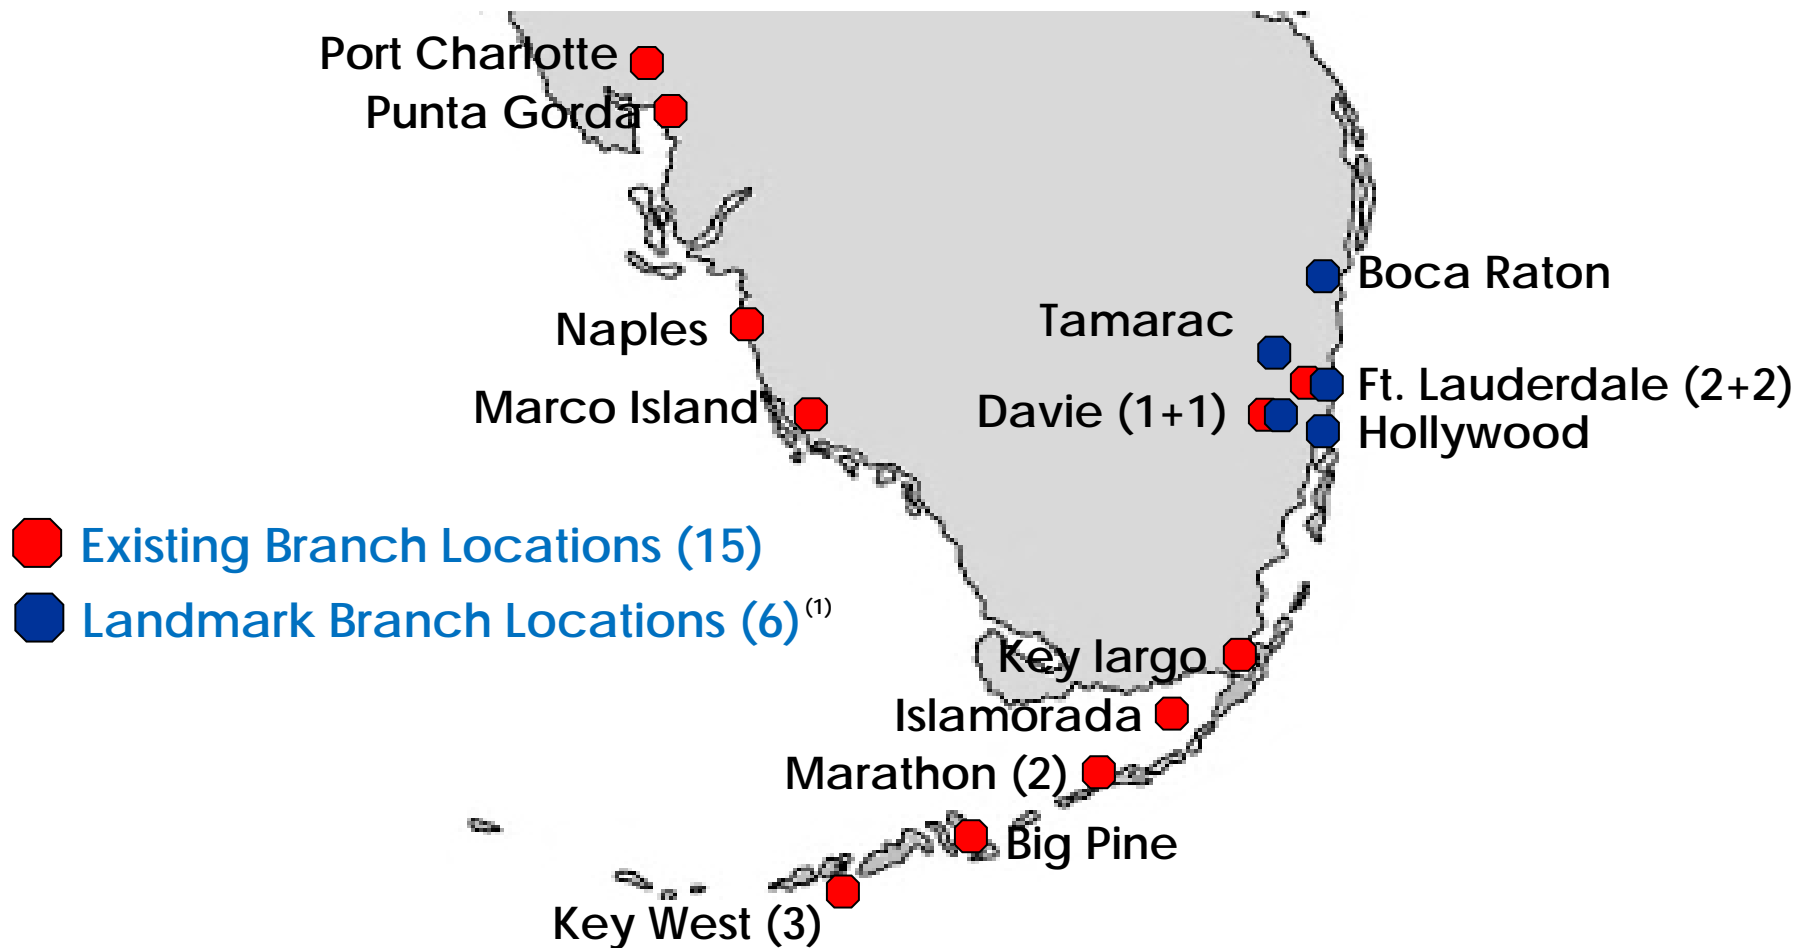 Port Charlotte
Punta Gorda
Boca Raton
Tamarac
Naples
Ft. Lauderdale (2+2)
Marco Island
Davie (1+1)
Hollywood
Existing Branch Locations (15)
Landmark Branch Locations (6)(1)
Key largo
Islamorada
Marathon (2)
Big Pine
Key West (3)